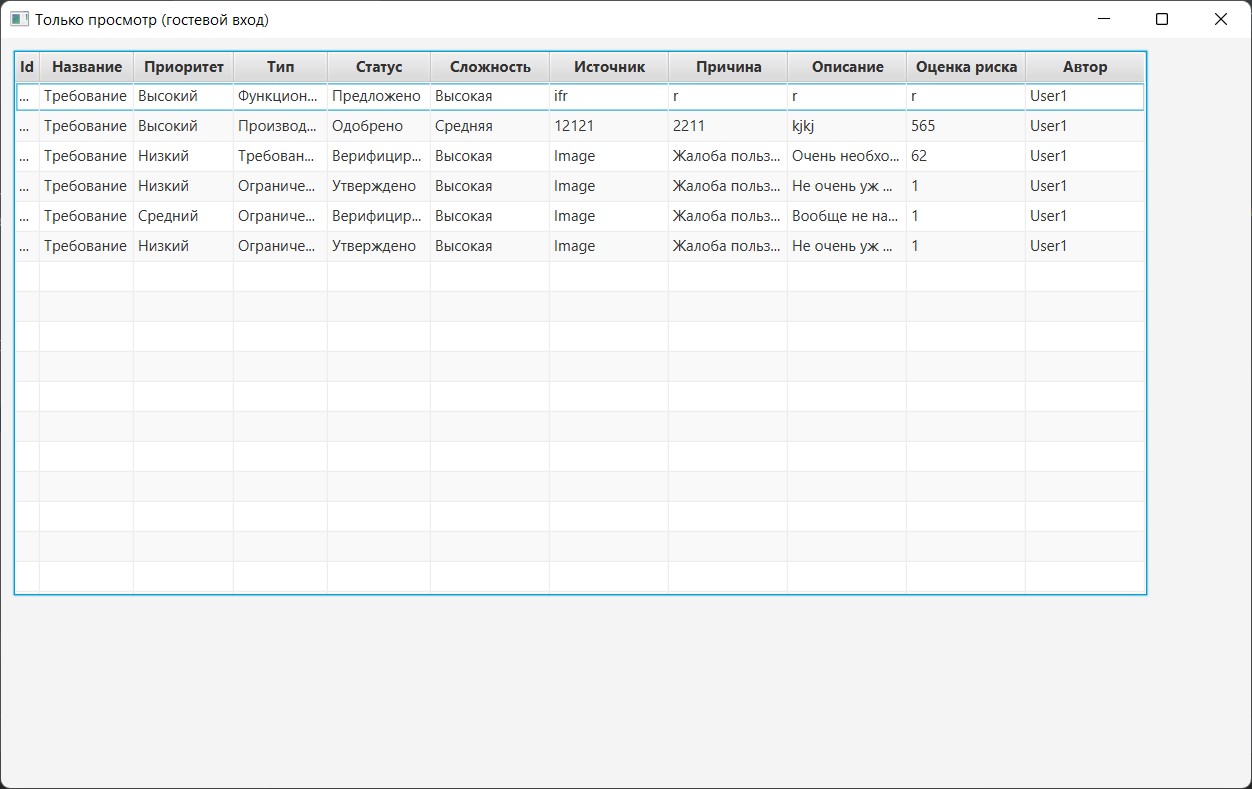 Только просмотр (гостевой вход)
Id Название Приоритет Тип Статус Сложность Источник Причина Описание Оценка риска Автор
... Требование Высокий Функцион... Предложено Высокая ifr r r r User1
... Требование Высокий Производ... Одобрено Средняя 12121 2211 kjkj 565 User1
... Требование Низкий Требован... Верифицир... Высокая Image Жалоба польз... Очень необхо... 62 User1
... Требование Низкий Ограниче... Утверждено Высокая Image Жалоба польз... Не очень уж ... 1 User1
... Требование Средний Ограниче... Верифицир... Высокая Image Жалоба польз... Вообще не на... 1 User1
... Требование Низкий Ограниче... Утверждено Высокая Image Жалоба польз... Не очень уж ... 1 User1